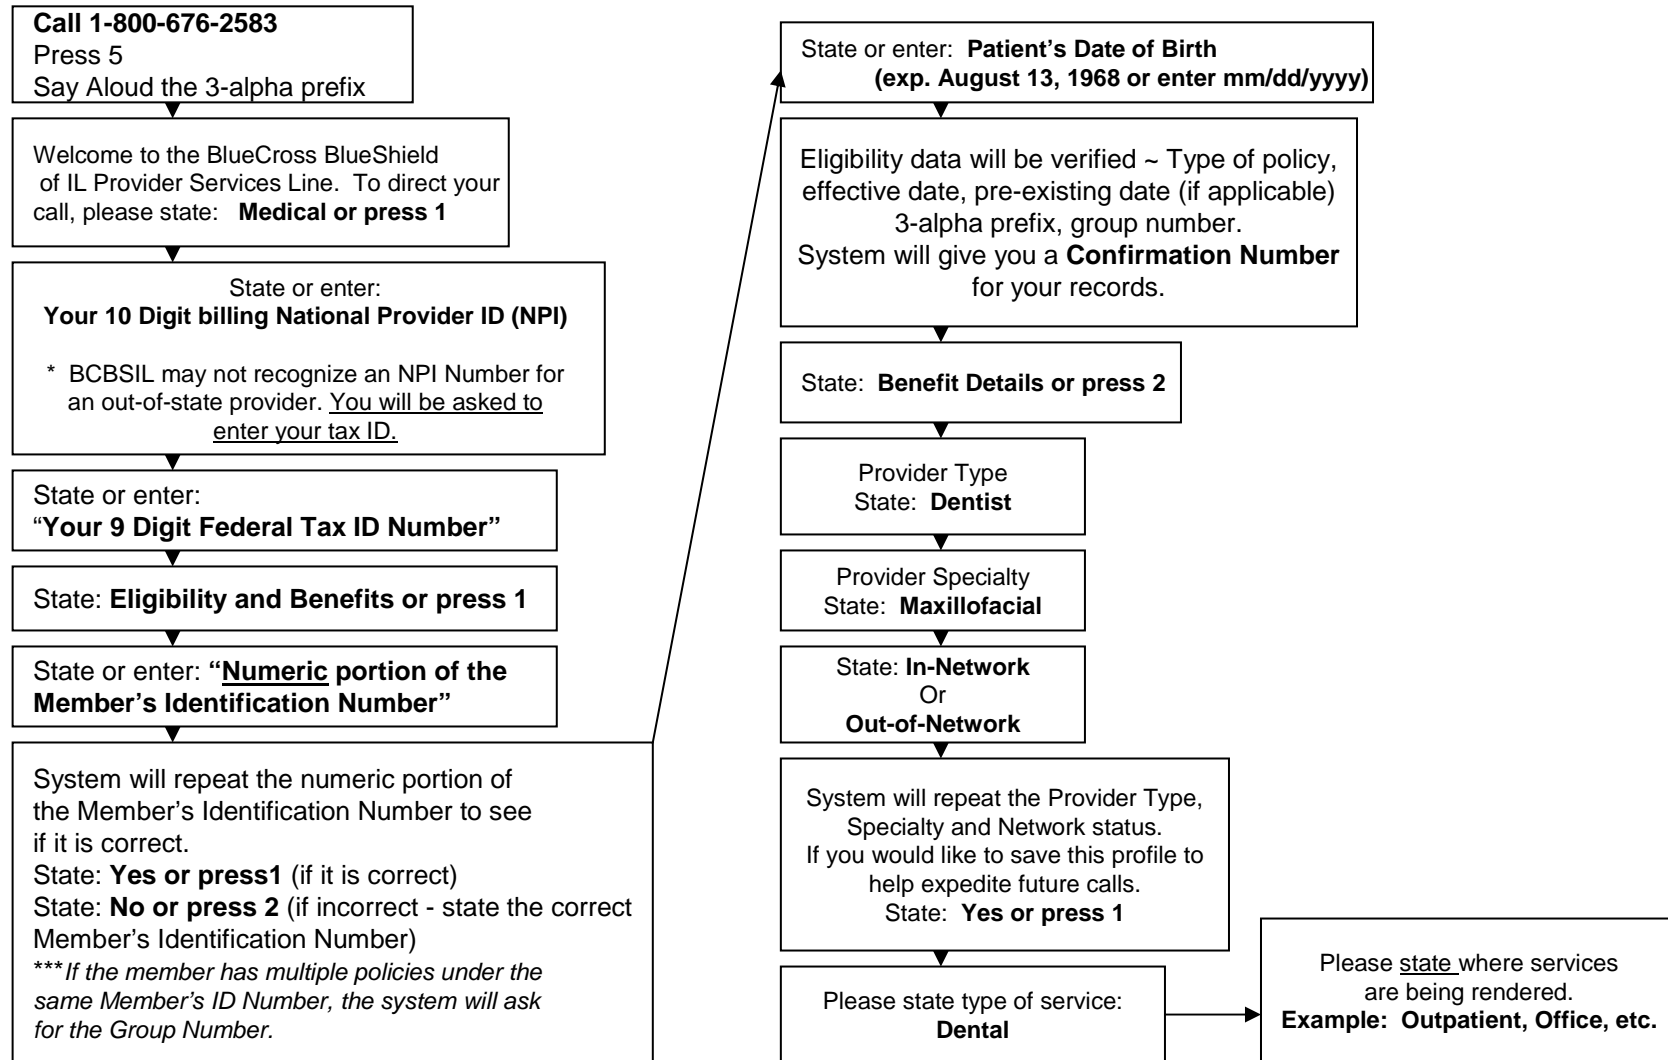 Call 1-800-676-2583
Press 5
Say Aloud the 3-alpha prefix
Welcome to the BlueCross BlueShield
of IL Provider Services Line.  To direct your
call, please state:   Medical or press 1
State or enter:
Your 10 Digit billing National Provider ID (NPI)
*  BCBSIL may not recognize an NPI Number for
an out-of-state provider. You will be asked to
enter your tax ID.
State or enter:
“Your 9 Digit Federal Tax ID Number”
State: Eligibility and Benefits or press 1
State or enter: “Numeric portion of the
Member’s Identification Number”
System will repeat the numeric portion of
the Member’s Identification Number to see
if it is correct.
State: Yes or press1 (if it is correct)
State: No or press 2 (if incorrect - state the correct
Member’s Identification Number)
***If the member has multiple policies under the
same Member’s ID Number, the system will ask
for the Group Number.
State or enter:  Patient’s Date of Birth
(exp. August 13, 1968 or enter mm/dd/yyyy)
Eligibility data will be verified ~ Type of policy,
effective date, pre-existing date (if applicable)
3-alpha prefix, group number.
System will give you a Confirmation Number
for your records.
State:  Benefit Details or press 2
Provider Type
State:  Dentist
Provider Specialty
State:  Maxillofacial
State: In-Network
Or
Out-of-Network
System will repeat the Provider Type,
Specialty and Network status.
If you would like to save this profile to
help expedite future calls.
State:  Yes or press 1
Please state type of service:
Dental
Please state where services
are being rendered.
Example:  Outpatient, Office, etc.